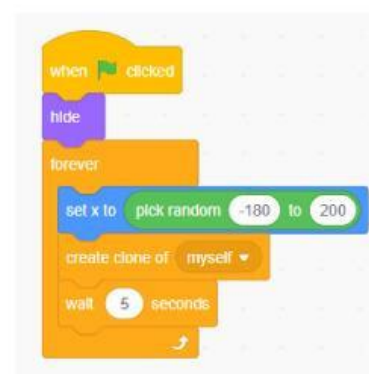 when clicked
hide
forever
set x to pick random -180 to 200
create clone of myself
wait 5 seconds